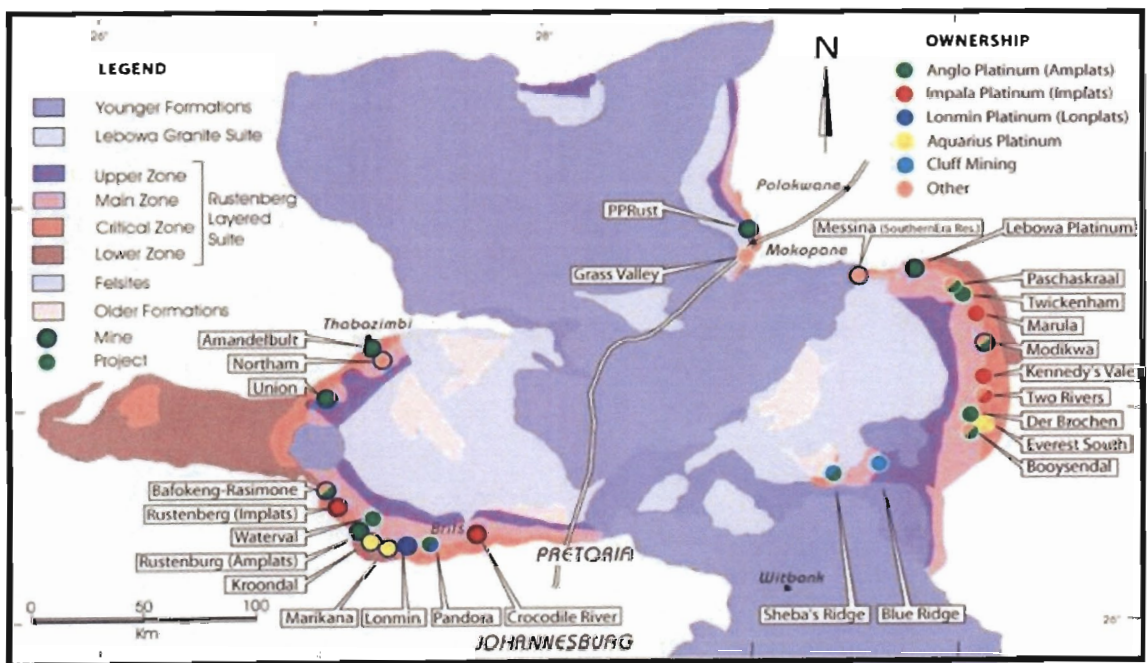 26°
28°
LEGEND
Younger Formations
Lebowa Granite Suite
Upper Zone
Main Zone
Critical Zone
Lower Zone
Rustenberg
Layered
Suite
Felsites
Older Formations
Mine
Project
N
OWNERSHIP
Anglo Platinum (Amplats)
Impala Platinum (Implats)
Lonmin Platinum (Lonplats)
Aquarius Platinum
Cluff Mining
Other
Polokwane
PPRust
Mokopane
Grass Valley
Messina (SouthernEra Res.)
Lebowa Platinum
Paschaskraal
Twickenham
Marula
Modikwa
Kennedy's Vale
Two Rivers
Der Brochen
Everest South
Booysendal
Thabazimbi
Amandelbult
Northam
Union
Bafokeng-Rasimone
Rustenberg (Implats)
Waterval
Rustenburg (Amplats)
Kroondal
Marikana
Lonmin
Pandora
Crocodile River
Brits
PRETORIA
JOHANNESBURG
Witbank
Sheba's Ridge
Blue Ridge
0 50 100
Km
26°